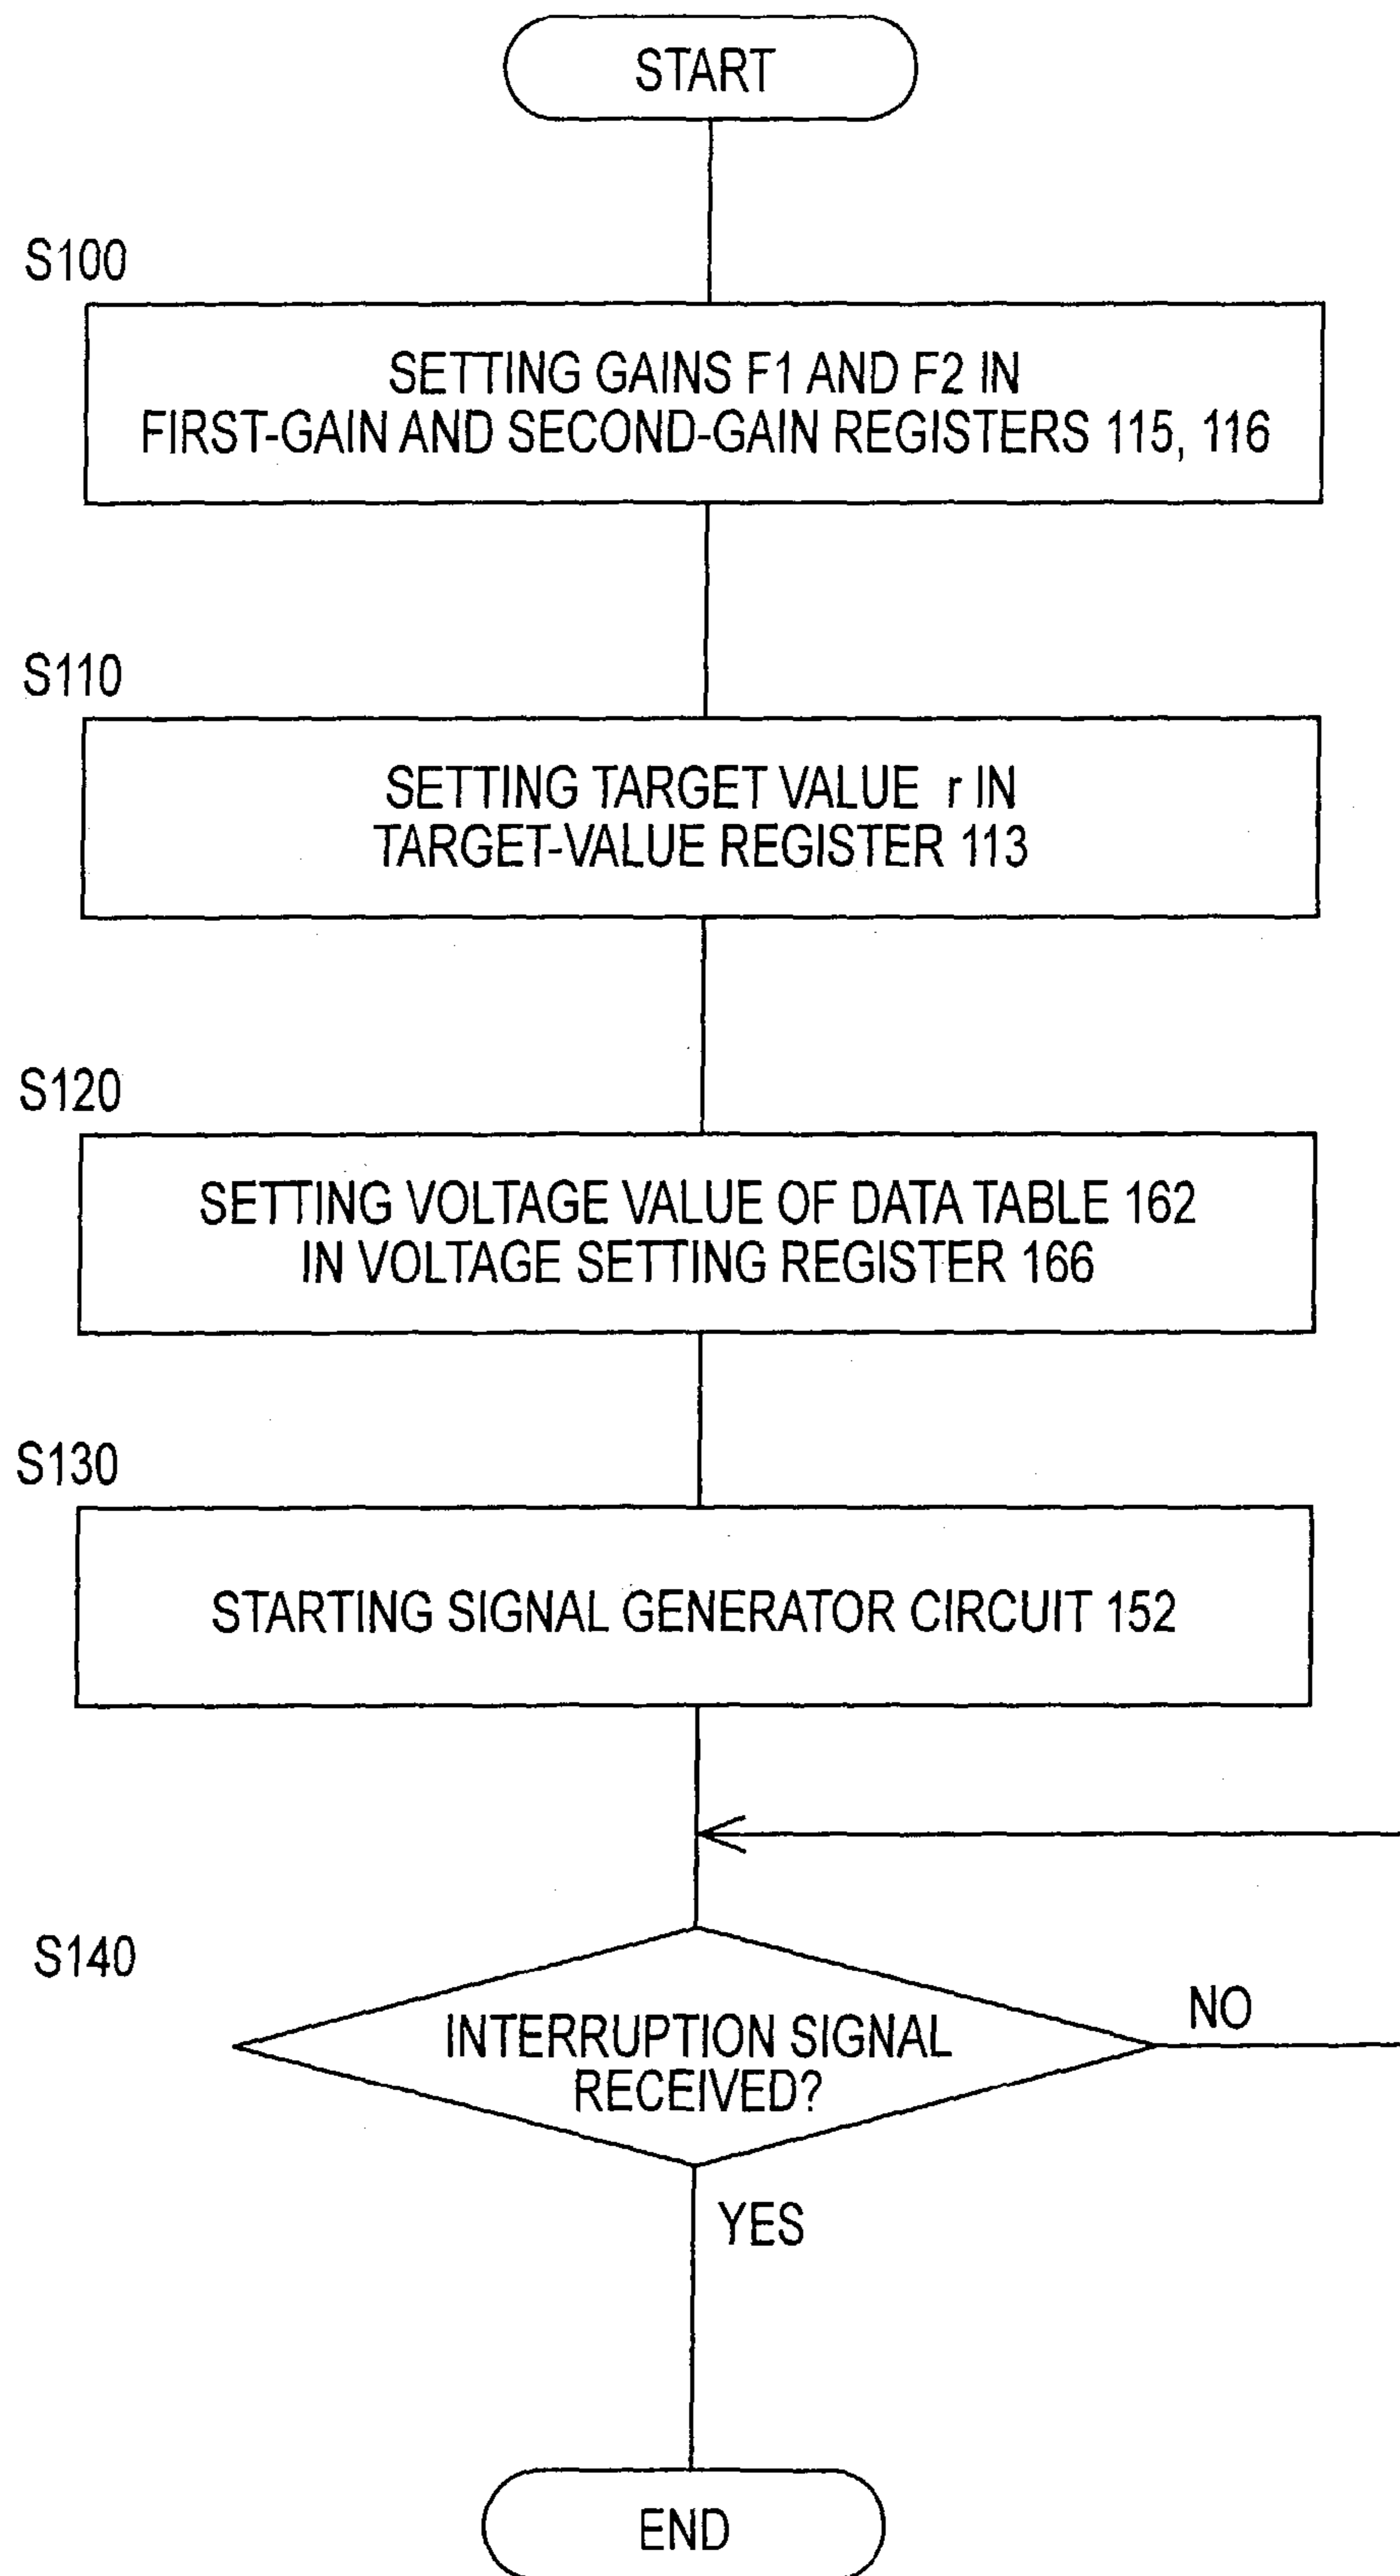 START
S100
SETTING GAINS F1 AND F2 IN
FIRST-GAIN AND SECOND-GAIN REGISTERS 115, 116
S110
SETTING TARGET VALUE r IN
TARGET-VALUE REGISTER 113
S120
SETTING VOLTAGE VALUE OF DATA TABLE 162
IN VOLTAGE SETTING REGISTER 166
S130
STARTING SIGNAL GENERATOR CIRCUIT 152
S140
INTERRUPTION SIGNAL
RECEIVED?
NO
YES
END